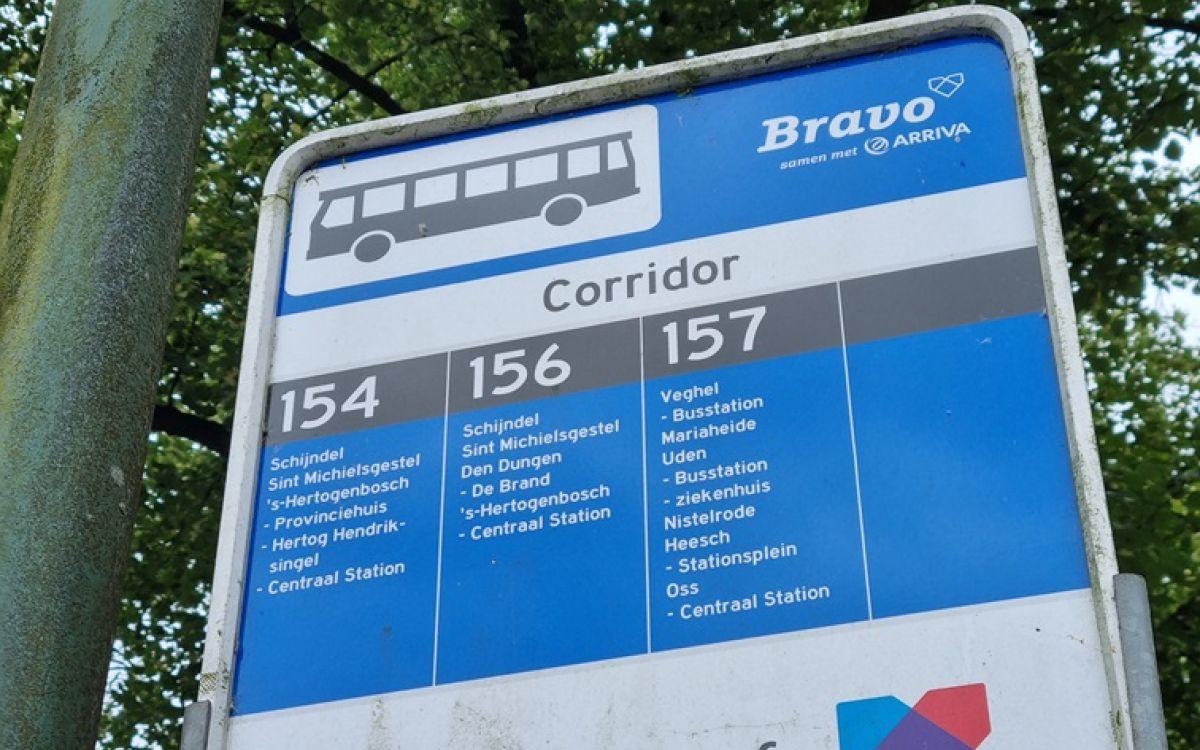 Bravo
samen met ARRIVA
Corridor
154
Schijndel
Sint Michielsgestel
's-Hertogenbosch
- Provinciehuis
- Hertog Hendrik-
singel
- Centraal Station
156
Schijndel
Sint Michielsgestel
Den Dungen
- De Brand
's-Hertogenbosch
- Centraal Station
157
Veghel
- Busstation
Mariaheide
Uden
- Busstation
- ziekenhuis
Nistelrode
Heesch
- Stationsplein
Oss
- Centraal Station